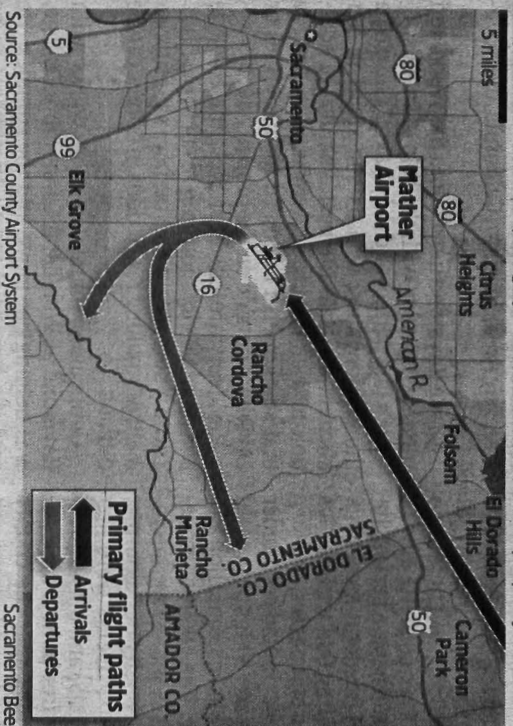 5 miles
80
Citrus
Heights
80
Mather
Airport
Sacramento
5
50
American R.
Folsom
El Dorado
Hills
99
Elk Grove
16
Rancho
Cordova
Cameron
Park
50
EL DORADO CO.
SACRAMENTO CO.
Rancho
Murieta
AMADOR CO.
Primary flight paths
Arrivals
Departures
Source: Sacramento County Airport System
Sacramento Bee